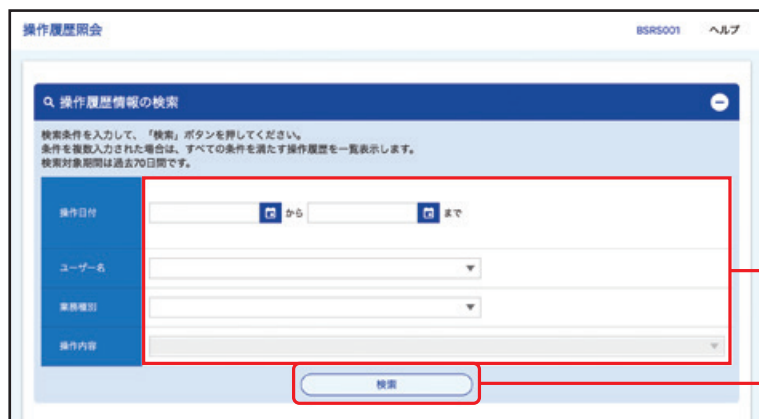 操作履歴照会
BSRS001 ヘルプ
操作履歴情報の検索
検索条件を入力して、「検索」ボタンを押してください。
条件を複数入力された場合は、すべての条件を満たす操作履歴を一覧表示します。
検索対象期間は過去70日間です。
操作日付
から
まで
ユーザー名
業務種別
操作内容
検索